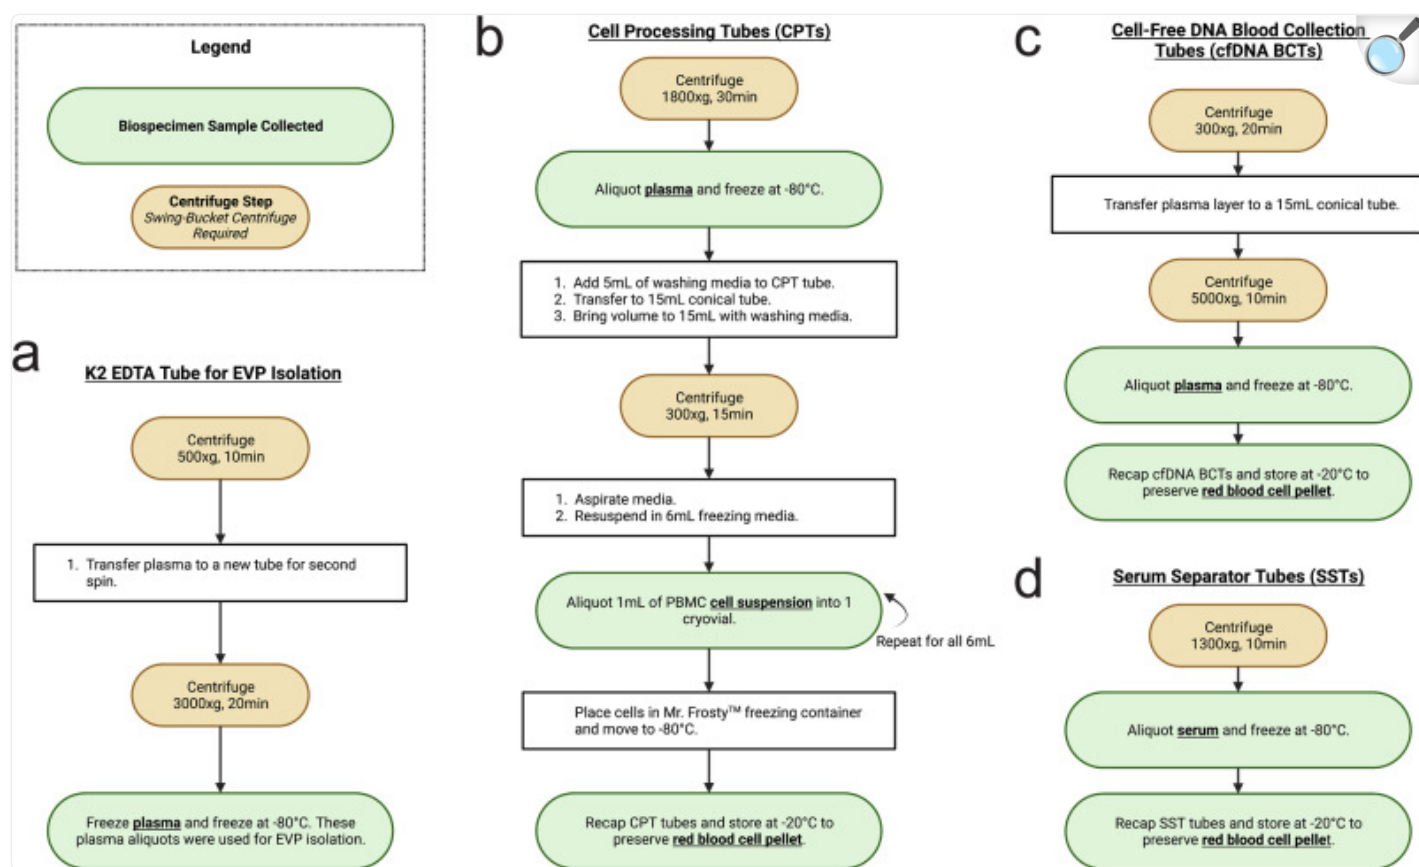 Legend
Biospecimen Sample Collected
Centrifuge Step
Swing-Bucket Centrifuge
Required
a
K2 EDTA Tube for EVP Isolation
Centrifuge
500xg, 10min
1. Transfer plasma to a new tube for second
spin.
Centrifuge
3000xg, 20min
Freeze plasma and freeze at -80°C. These
plasma aliquots were used for EVP isolation.
b
Cell Processing Tubes (CPTs)
Centrifuge
1800xg, 30min
Aliquot plasma and freeze at -80°C.
1. Add 5mL of washing media to CPT tube.
2. Transfer to 15mL conical tube.
3. Bring volume to 15mL with washing media.
Centrifuge
300xg, 15min
1. Aspirate media.
2. Resuspend in 6mL freezing media.
Aliquot 1mL of PBMC cell suspension into 1
cryovial.
Repeat for all 6mL
Place cells in Mr. Frosty™ freezing container
and move to -80°C.
Recap CPT tubes and store at -20°C to
preserve red blood cell pellet.
c
Cell-Free DNA Blood Collection
Tubes (cfDNA BCTs)
Centrifuge
300xg, 20min
Transfer plasma layer to a 15mL conical tube.
Centrifuge
5000xg, 10min
Aliquot plasma and freeze at -80°C.
Recap cfDNA BCTs and store at -20°C to
preserve red blood cell pellet.
d
Serum Separator Tubes (SSTs)
Centrifuge
1300xg, 10min
Aliquot serum and freeze at -80°C.
Recap SST tubes and store at -20°C to
preserve red blood cell pellet.